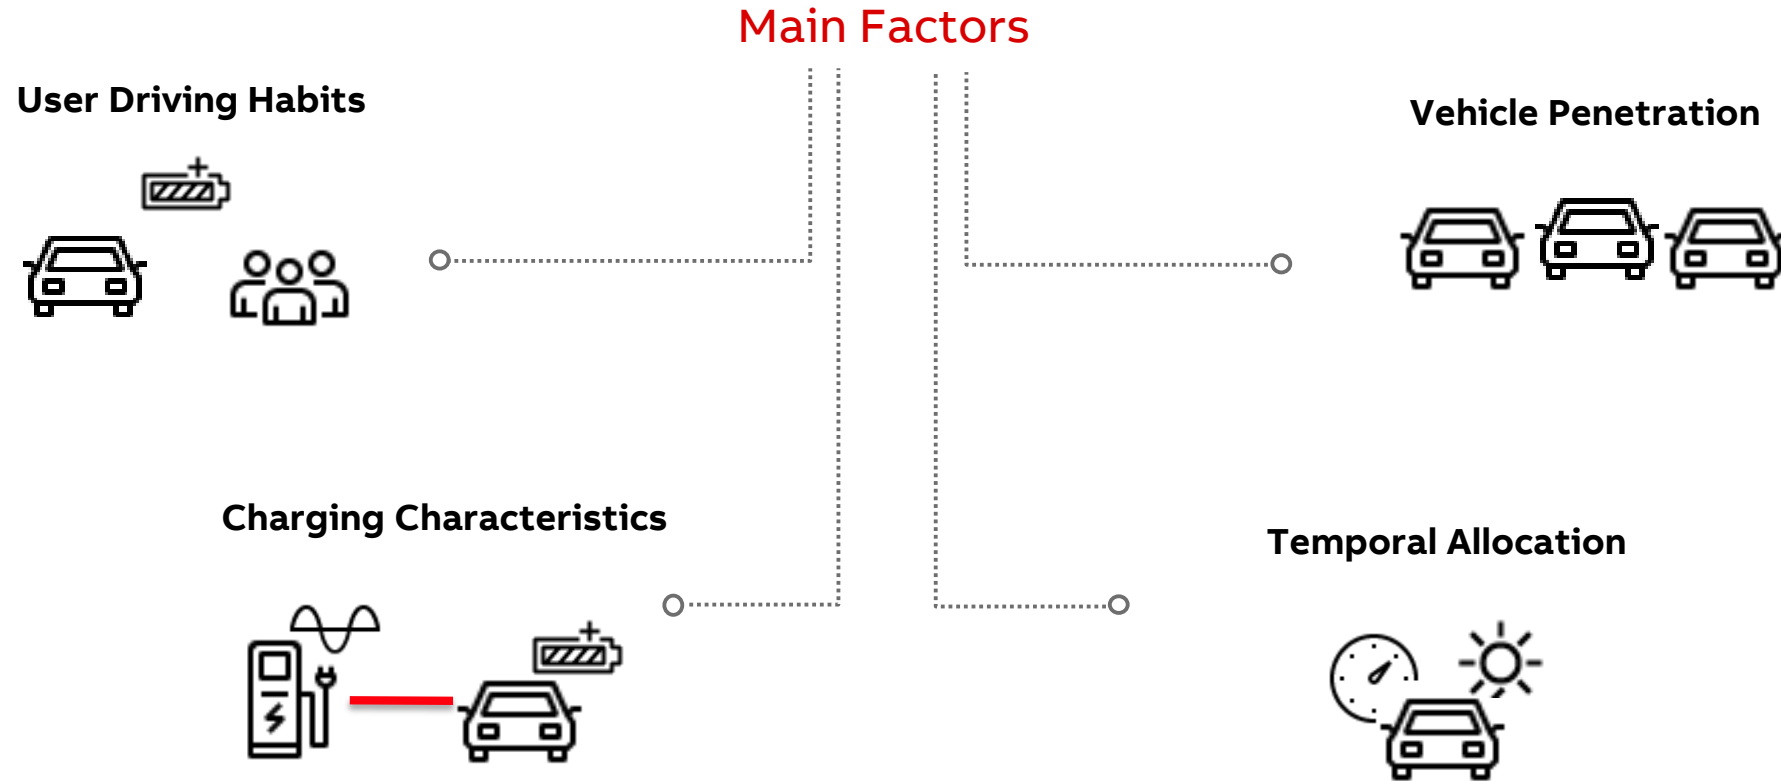 Main Factors
User Driving Habits
Vehicle Penetration
Charging Characteristics
Temporal Allocation